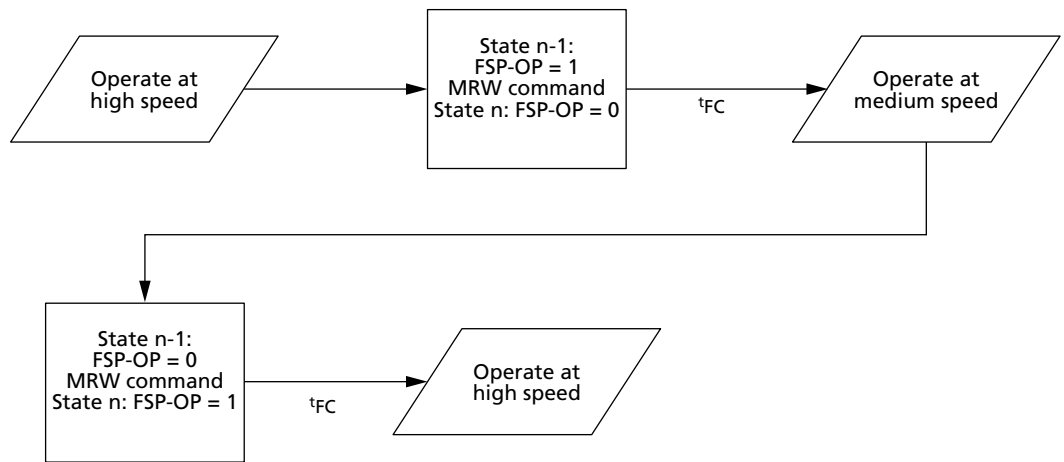 Operate at
high speed
State n-1:
FSP-OP = 1
MRW command
State n: FSP-OP = 0
tFC
Operate at
medium speed
State n-1:
FSP-OP = 0
MRW command
State n: FSP-OP = 1
tFC
Operate at
high speed